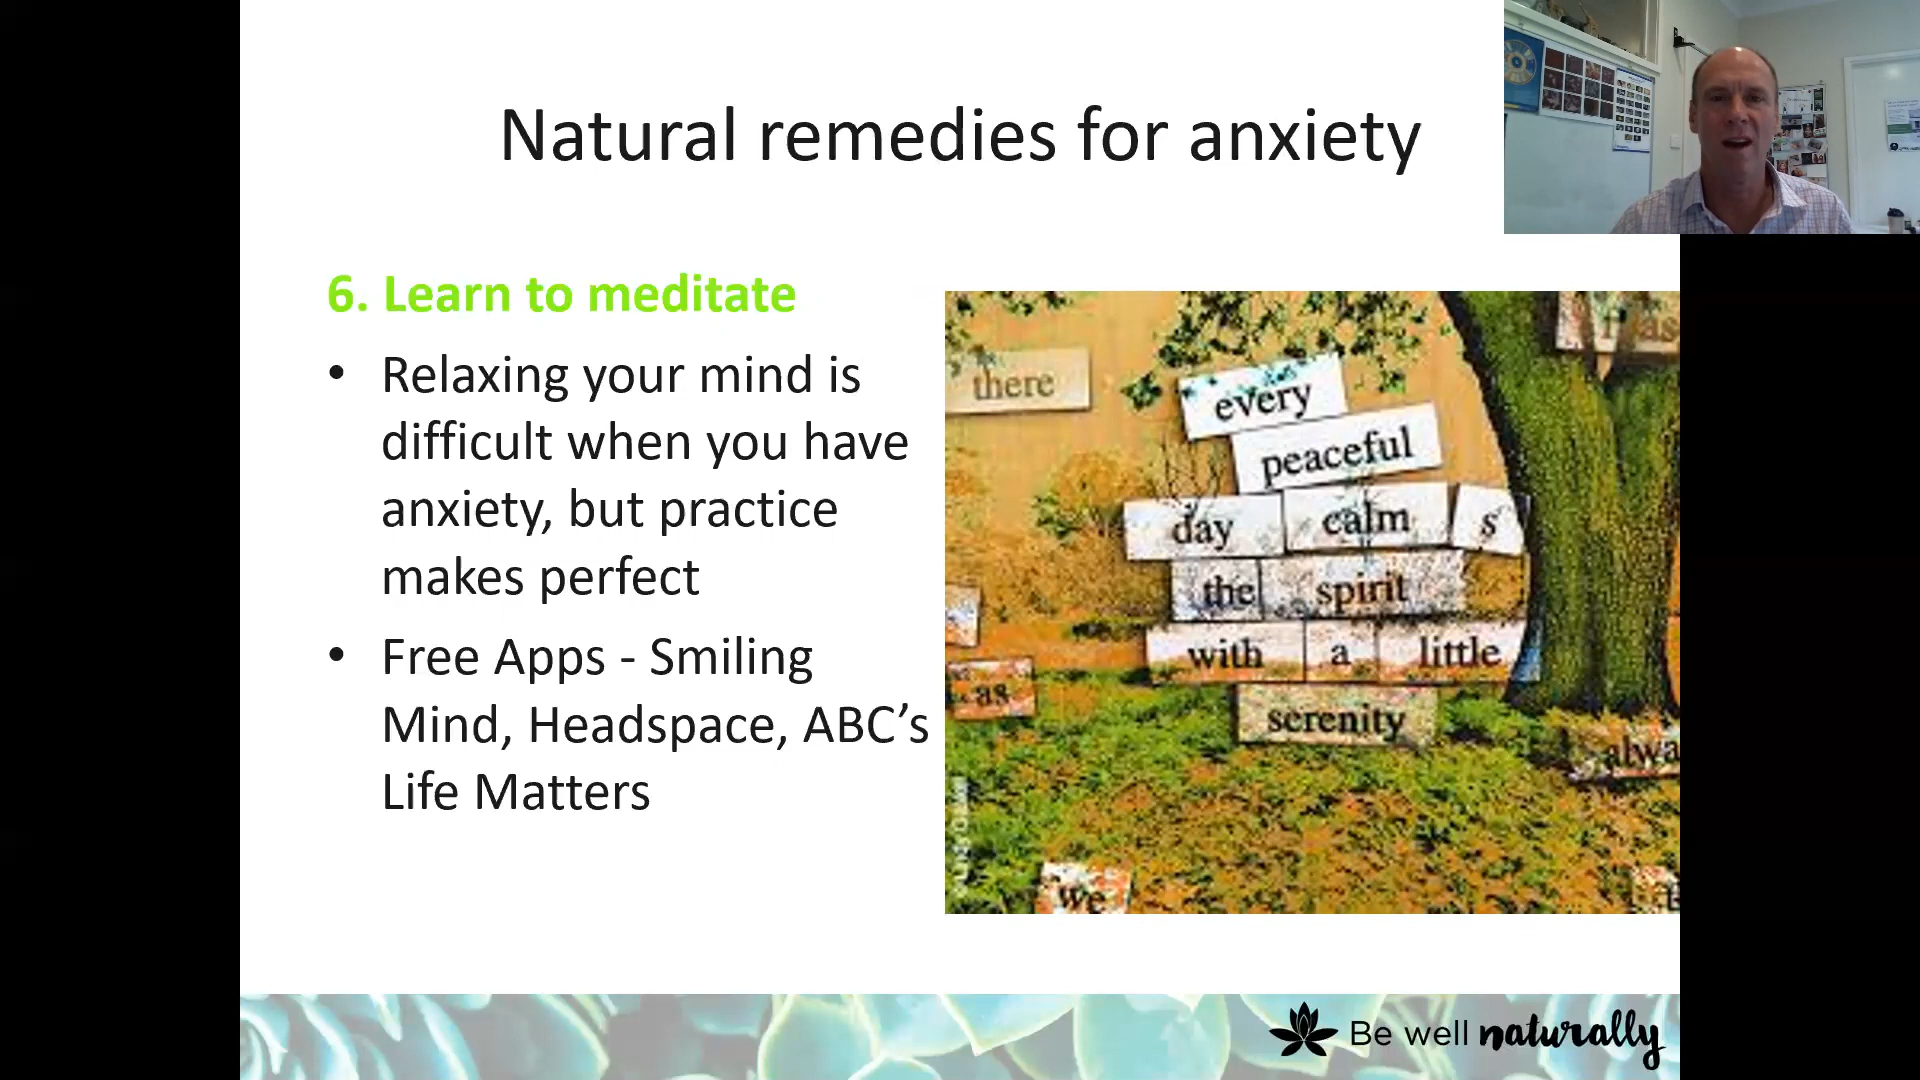 Natural remedies for anxiety
6. Learn to meditate
• Relaxing your mind is
difficult when you have
anxiety, but practice
makes perfect
• Free Apps - Smiling
Mind, Headspace, ABC’s
Life Matters
there
every
peaceful
day calm s
the spirit
with a little
as
serenity
we
Be well naturally